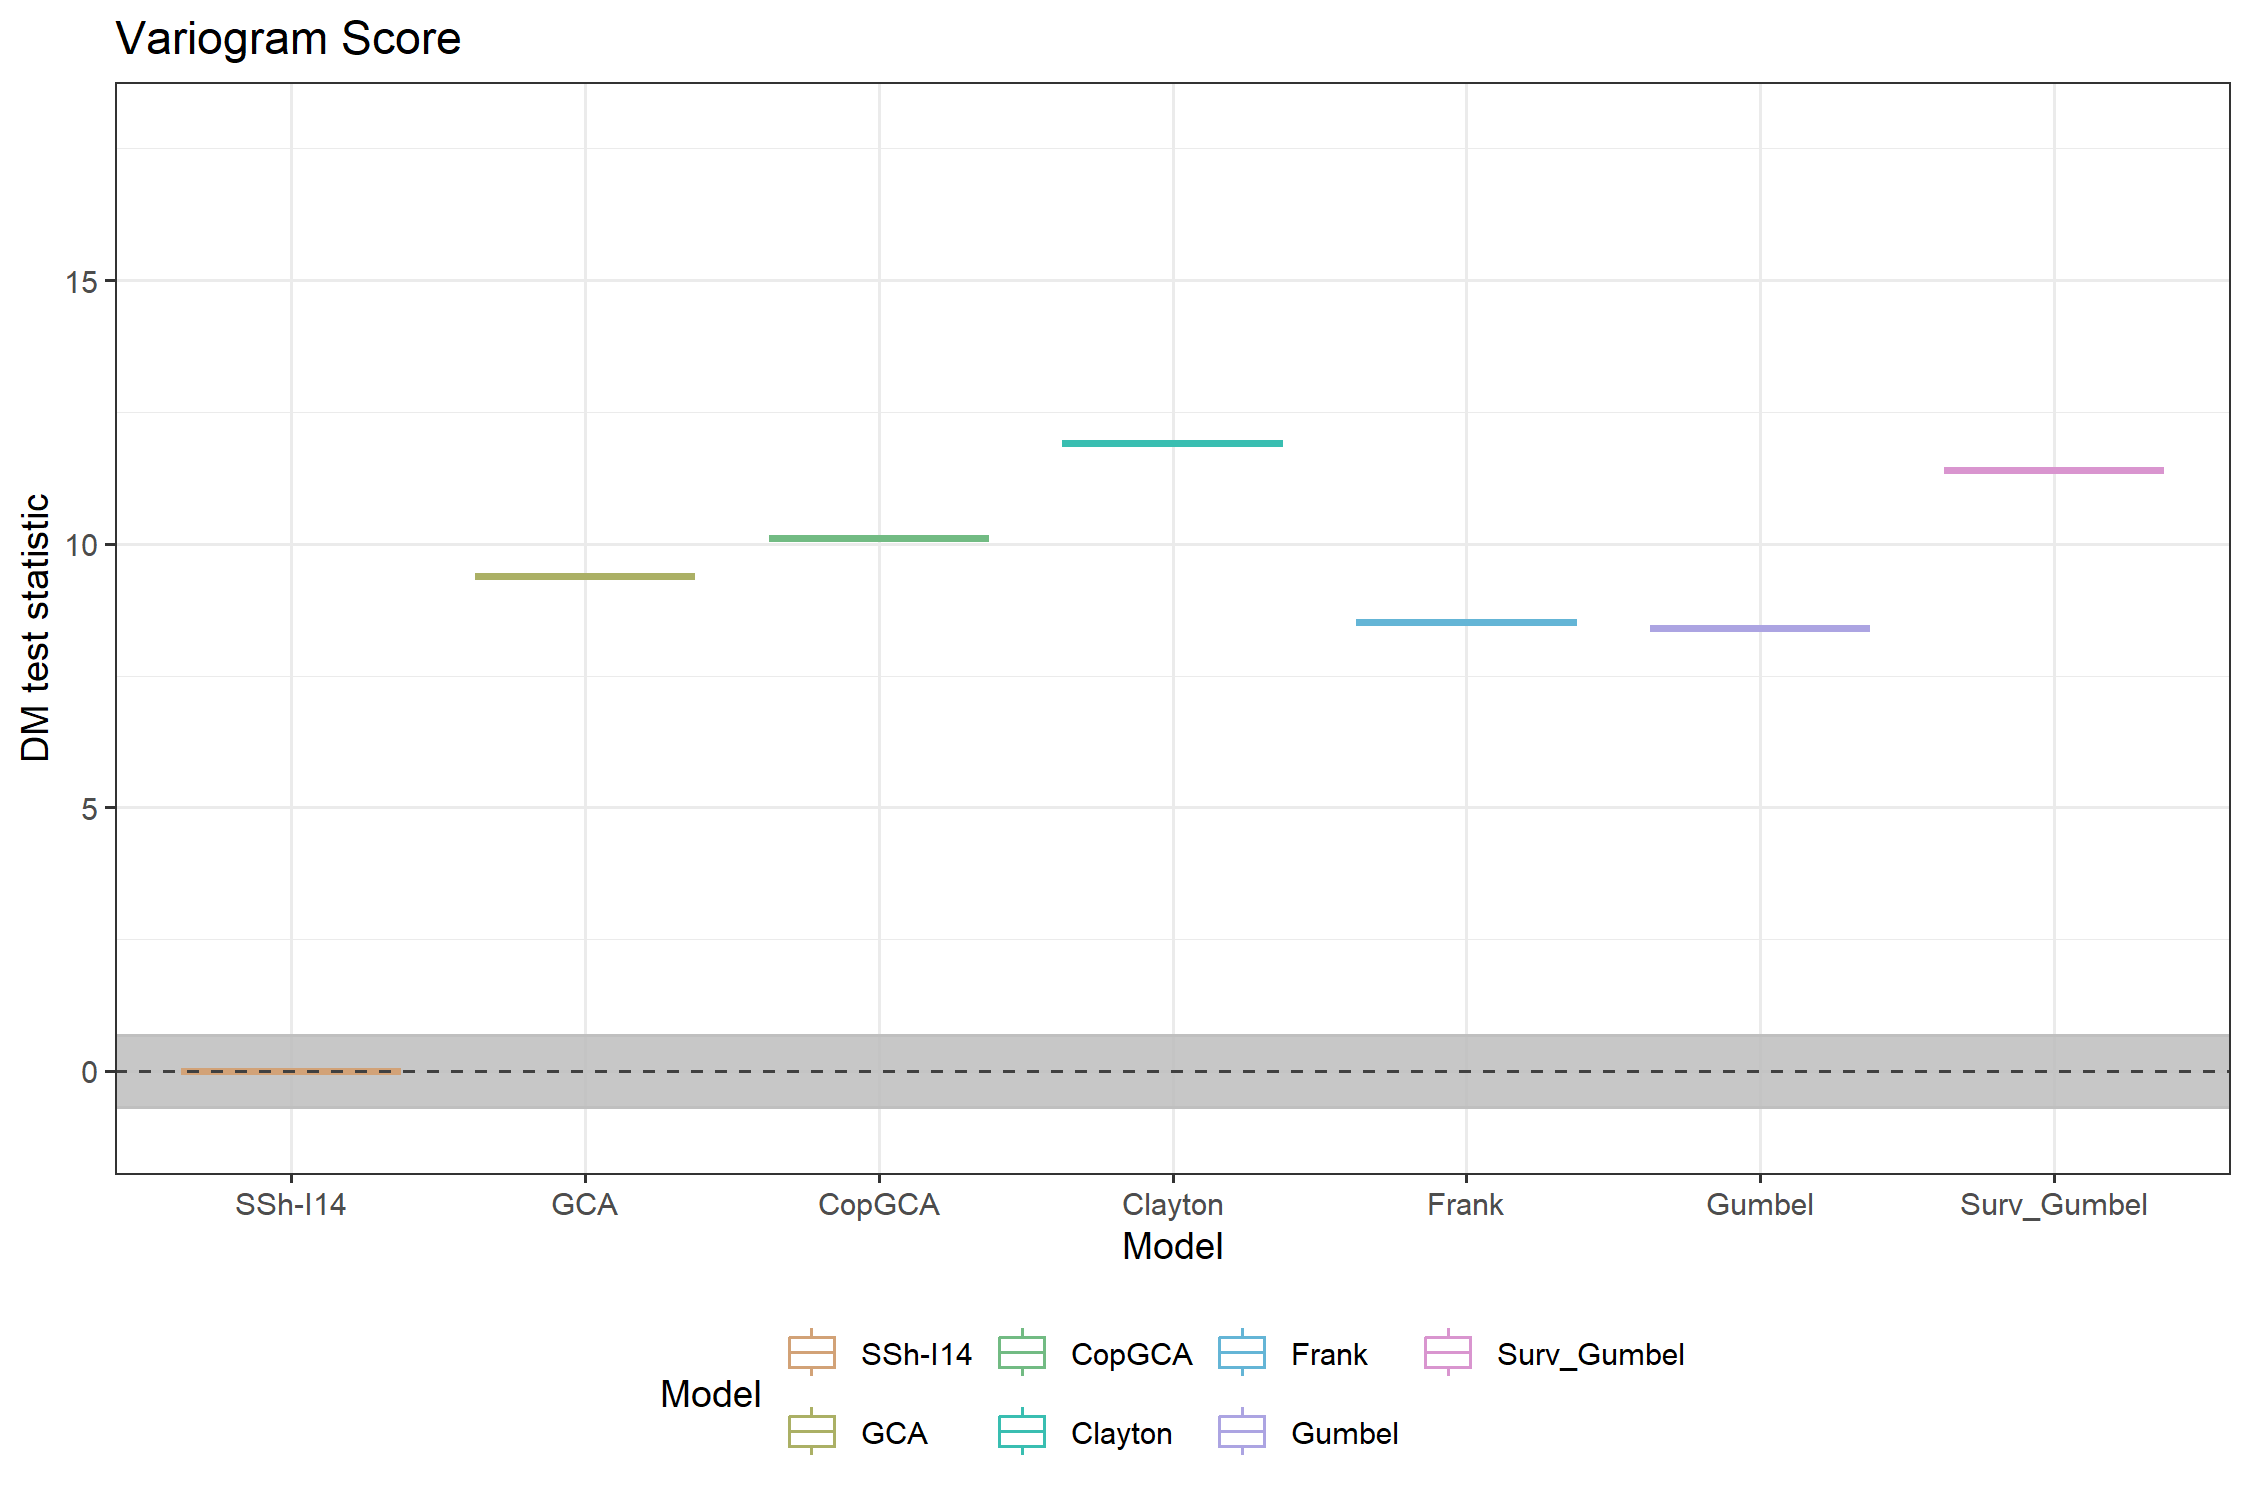 Variogram Score
DM test statistic
15
10
5
0
SSh-I14 GCA CopGCA Clayton Frank Gumbel Surv_Gumbel
Model
Model
SSh-I14 CopGCA Frank Surv_Gumbel
GCA Clayton Gumbel